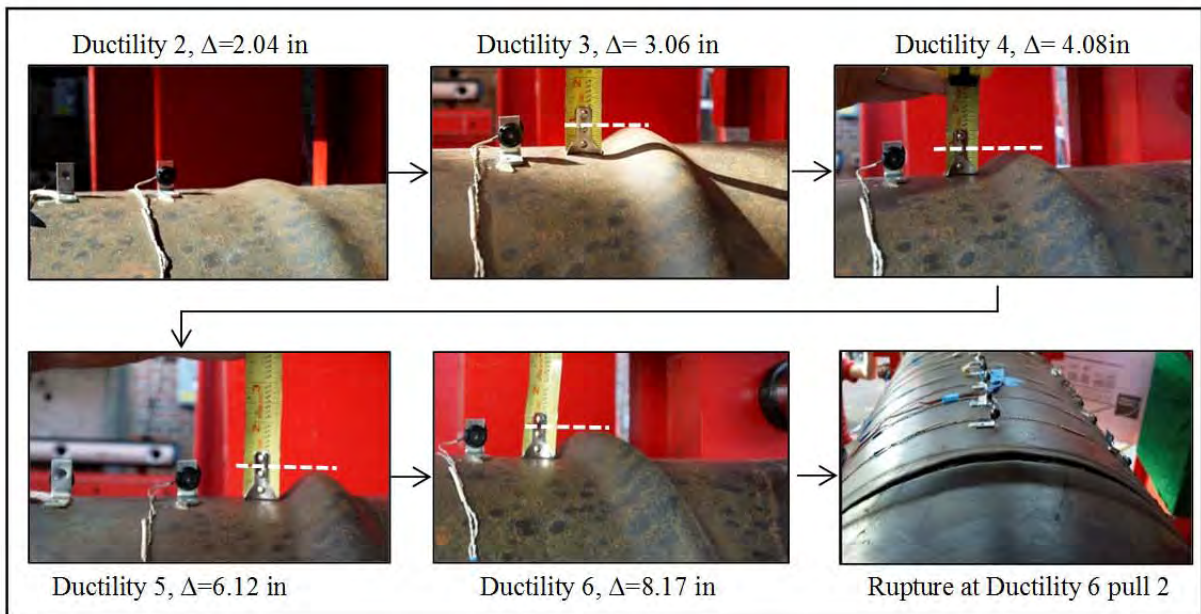 Ductility 2, Δ=2.04 in
Ductility 3, Δ= 3.06 in
Ductility 4, Δ= 4.08in
Ductility 5, Δ=6.12 in
Ductility 6, Δ=8.17 in
Rupture at Ductility 6 pull 2